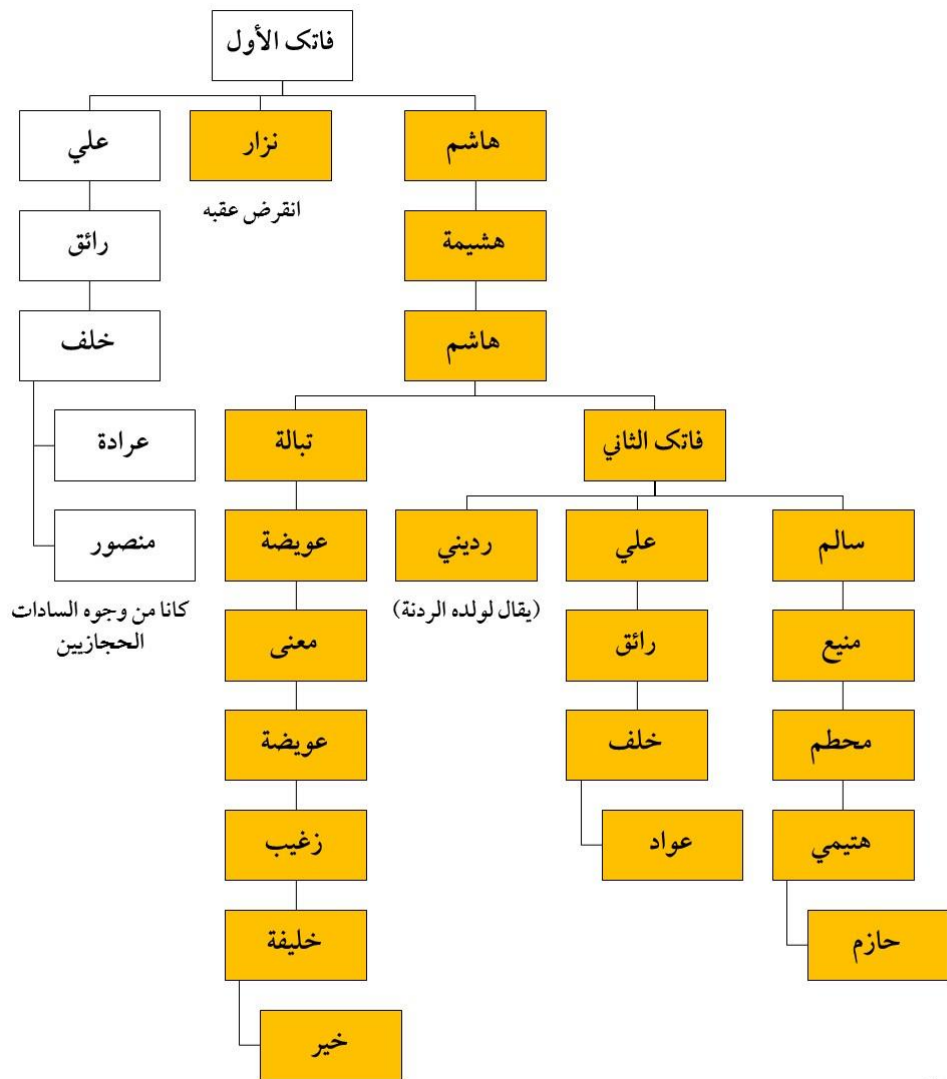 فاتک الأول
هاشم
نزار
علي
انقرض عقبه
هشيمة
رائق
هاشم
خلف
فاتک الثاني
تبالة
عرادة
سالم
علي
رديني
عويضة
منصور
(يقال لولده الردنة)
كانا من وجوه السادات
الحجازيين
منيع
رائق
معنى
محطم
خلف
عويضة
هتيمي
عواد
زغيب
حازم
خليفة
خير